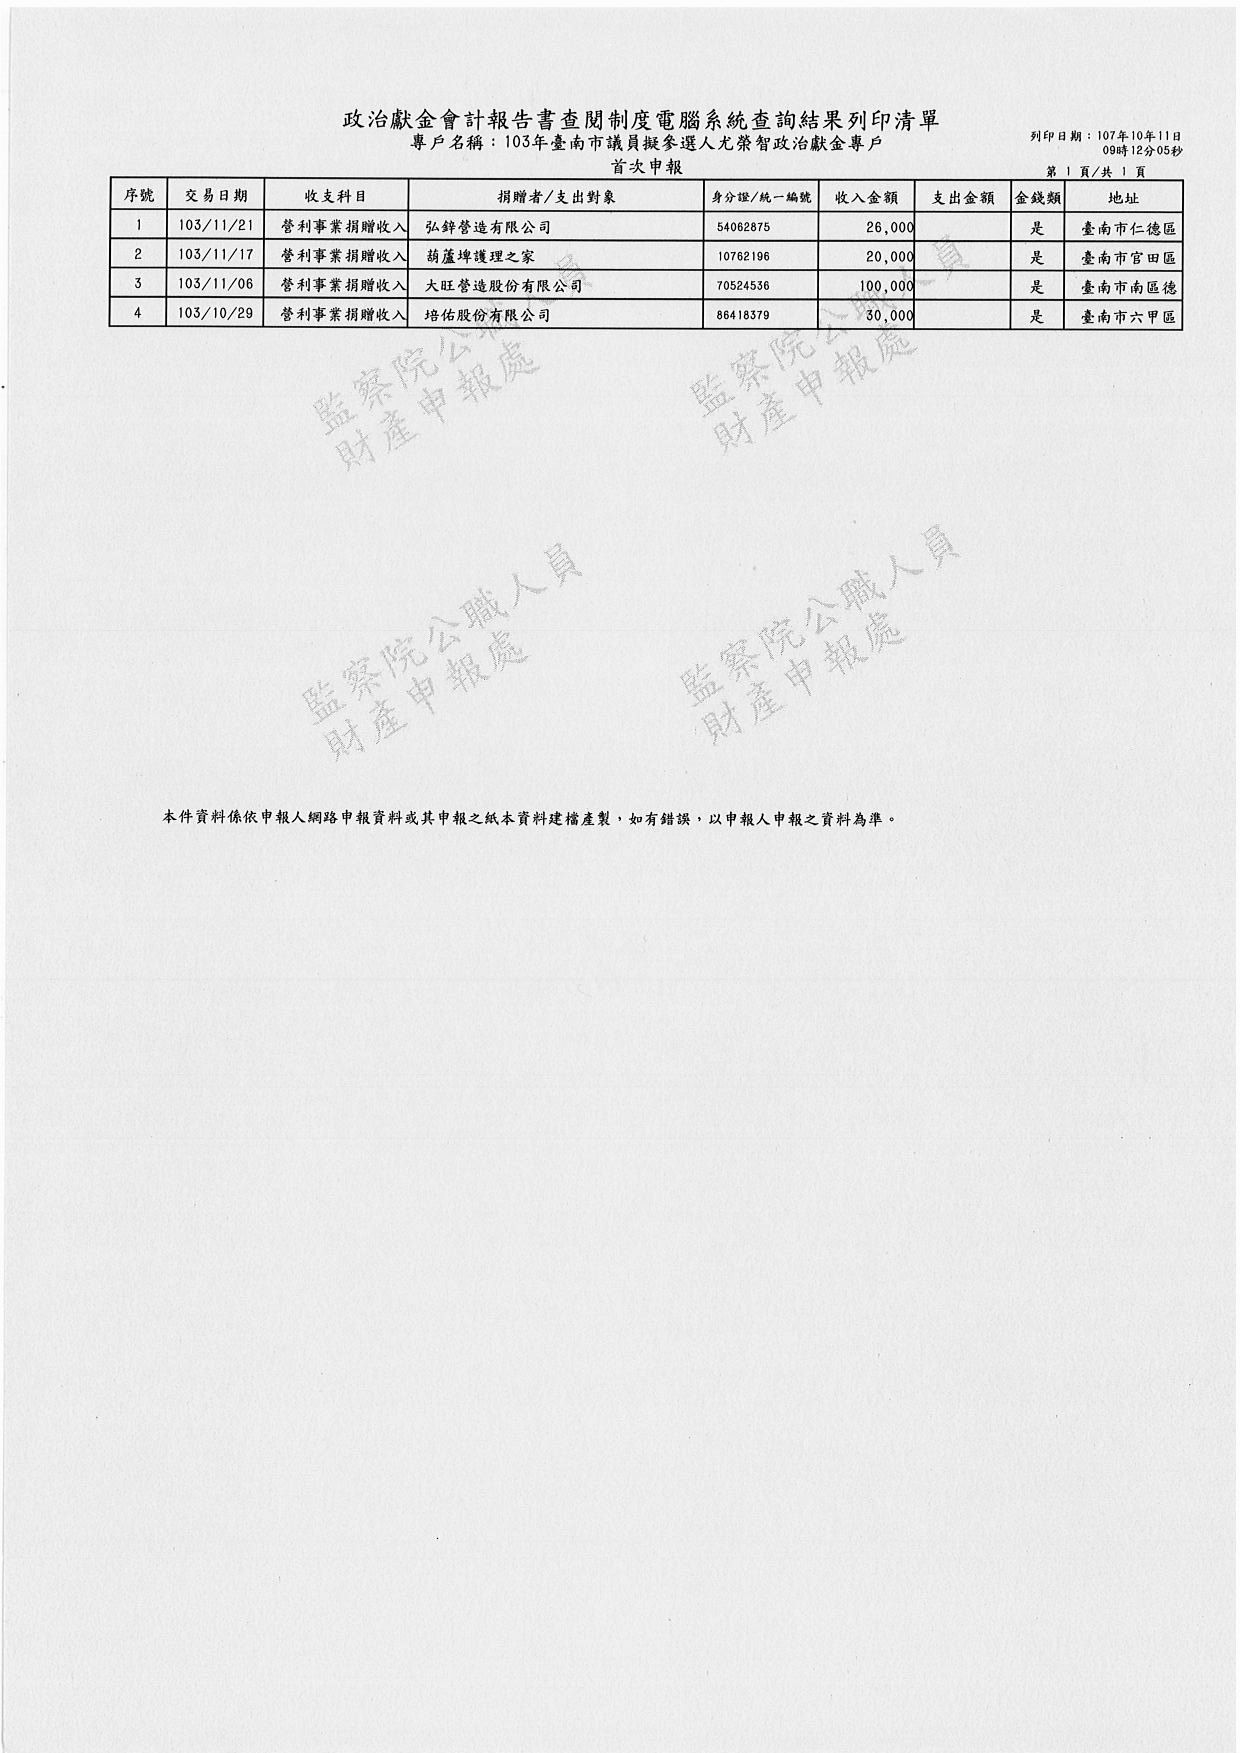 政治獻金會計報告書查閱制度電腦系統查詢結果列印清單
專戶名稱：103年臺南市議員擬參選人尤榮智政治獻金專戶
首次申報
列印日期：107年10年11日
09時12分05秒
第 1 頁/共 1 頁
序號 交易日期 收支科目 捐贈者/支出對象 身分證/統一編號 收入金額 支出金額 金錢類 地址
1 103/11/21 營利事業捐贈收入 弘鋅營造有限公司 54062875 26,000 是 臺南市仁德區
2 103/11/17 營利事業捐贈收入 葫蘆埤護理之家 10762196 20,000 是 臺南市官田區
3 103/11/06 營利事業捐贈收入 大旺營造股份有限公司 70524536 100,000 是 臺南市南區德
4 103/10/29 營利事業捐贈收入 培佑股份有限公司 86418379 30,000 是 臺南市六甲區
監察院公職人員
財產申報處
監察院公職人員
財產申報處
監察院公職人員
財產申報處
監察院公職人員
財產申報處
本件資料係依申報人網路申報資料或其申報之紙本資料建檔產製，如有錯誤，以申報人申報之資料為準。